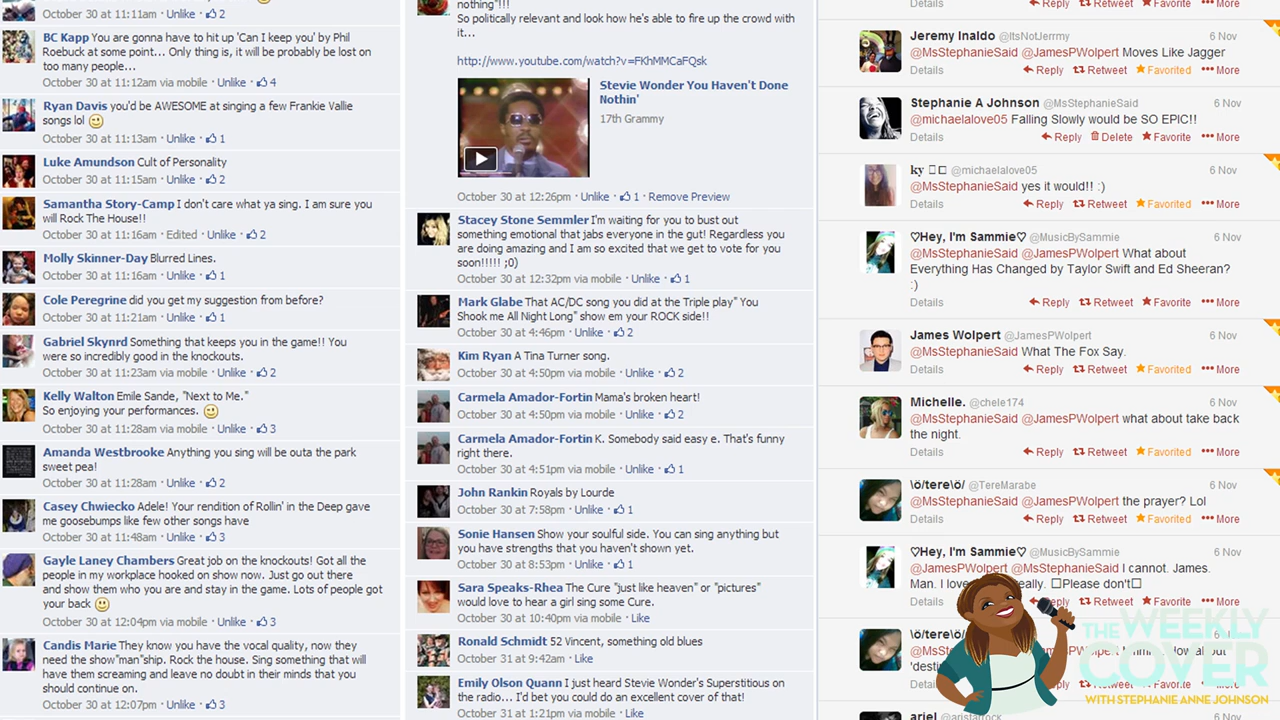 October 30 at 11:11am · Unlike · 2
BC Kapp You are gonna have to hit up 'Can I keep you' by Phil
Roebuck at some point... Only thing is, it will be probably be lost on
too many people...
October 30 at 11:12am via mobile · Unlike · 4
Ryan Davis you'd be AWESOME at singing a few Frankie Vallie
songs lol
October 30 at 11:13am · Unlike · 1
Luke Amundson Cult of Personality
October 30 at 11:15am · Unlike · 2
Samantha Story-Camp I don't care what ya sing. I am sure you
will Rock The House!!
October 30 at 11:16am · Edited · Unlike · 2
Molly Skinner-Day Blurred Lines.
October 30 at 11:16am · Unlike · 1
Cole Peregrine did you get my suggestion from before?
October 30 at 11:21am · Unlike · 1
Gabriel Skynrd Something that keeps you in the game!! You
were so incredibly good in the knockouts.
October 30 at 11:23am via mobile · Unlike · 2
Kelly Walton Emile Sande, "Next to Me."
So enjoying your performances.
October 30 at 11:28am via mobile · Unlike · 3
Amanda Westbrooke Anything you sing will be outa the park
sweet pea!
October 30 at 11:28am · Unlike · 2
Casey Chwiecko Adele! Your rendition of Rollin' in the Deep gave
me goosebumps like few other songs have
October 30 at 11:48am · Unlike · 3
Gayle Laney Chambers Great job on the knockouts! Got all the
people in my workplace hooked on show now. Just go out there
and show them who you are and stay in the game. Lots of people got
your back
October 30 at 12:04pm via mobile · Unlike · 3
Candis Marie They know you have the vocal quality, now they
need the show"man"ship. Rock the house. Sing something that will
have them screaming and leave no doubt in their minds that you
should continue on.
October 30 at 12:07pm · Unlike · 3
nothing"!!!
So politically relevant and look how he's able to fire up the crowd with
it...
http://www.youtube.com/watch?v=FKhMMCaFQsk
Stevie Wonder You Haven't Done
Nothin'
17th Grammy
October 30 at 12:26pm · Unlike · 1 · Remove Preview
Stacey Stone Semmler I'm waiting for you to bust out
something emotional that jabs everyone in the gut! Regardless you
are doing amazing and I am so excited that we get to vote for you
soon!!!!! ;0)
October 30 at 12:32pm via mobile · Unlike · 1
Mark Glabe That AC/DC song you did at the Triple play" You
Shook me All Night Long" show em your ROCK side!!
October 30 at 4:46pm · Unlike · 2
Kim Ryan A Tina Turner song.
October 30 at 4:50pm via mobile · Unlike · 2
Carmela Amador-Fortin Mama's broken heart!
October 30 at 4:50pm via mobile · Unlike · 2
Carmela Amador-Fortin K. Somebody said easy e. That's funny
right there.
October 30 at 4:51pm via mobile · Unlike · 1
John Rankin Royals by Lourde
October 30 at 7:58pm · Unlike · 1
Sonie Hansen Show your soulful side. You can sing anything but
you have strengths that you haven't shown yet.
October 30 at 8:53pm · Unlike · 1
Sara Speaks-Rhea The Cure "just like heaven" or "pictures"
would love to hear a girl sing some Cure.
October 30 at 10:40pm via mobile · Like
Ronald Schmidt 52 Vincent, something old blues
October 31 at 9:42am · Like
Emily Olson Quann I just heard Stevie Wonder's Superstitious on
the radio... I'd bet you could do an excellent cover of that!
October 31 at 1:21pm via mobile · Like
Details Reply Retweet Favorite More
Jeremy Inaldo @ItsNotJerrmy 6 Nov
@MsStephanieSaid @JamesPWolpert Moves Like Jagger
Details Reply Retweet Favorited More
Stephanie A Johnson @MsStephanieSaid 6 Nov
@michaelalove05 Falling Slowly would be SO EPIC!!
Details Reply Delete Favorite More
ky @michaelalove05 6 Nov
@MsStephanieSaid yes it would!! :)
Details Reply Retweet Favorited More
♡Hey, I'm Sammie♡ @MusicBySammie 6 Nov
@MsStephanieSaid @JamesPWolpert What about
Everything Has Changed by Taylor Swift and Ed Sheeran?
:)
Details Reply Retweet Favorite More
James Wolpert @JamesPWolpert 6 Nov
@MsStephanieSaid What The Fox Say.
Details Reply Retweet Favorited More
Michelle. @chele174 6 Nov
@MsStephanieSaid @JamesPWolpert what about take back
the night.
Details Reply Retweet Favorited More
\ö/tere\ö/ @TereMarabe 6 Nov
@MsStephanieSaid @JamesPWolpert the prayer? Lol
Details Reply Retweet Favorited More
♡Hey, I'm Sammie♡ @MusicBySammie 6 Nov
@JamesPWolpert @MsStephanieSaid I cannot. James.
Man. I love Please don't
Details Retweet Favorite More
\ö/tere\ö/
THE WEEKLY
COVER
WITH STEPHANIE ANNE JOHNSON
ariel @aristarrock